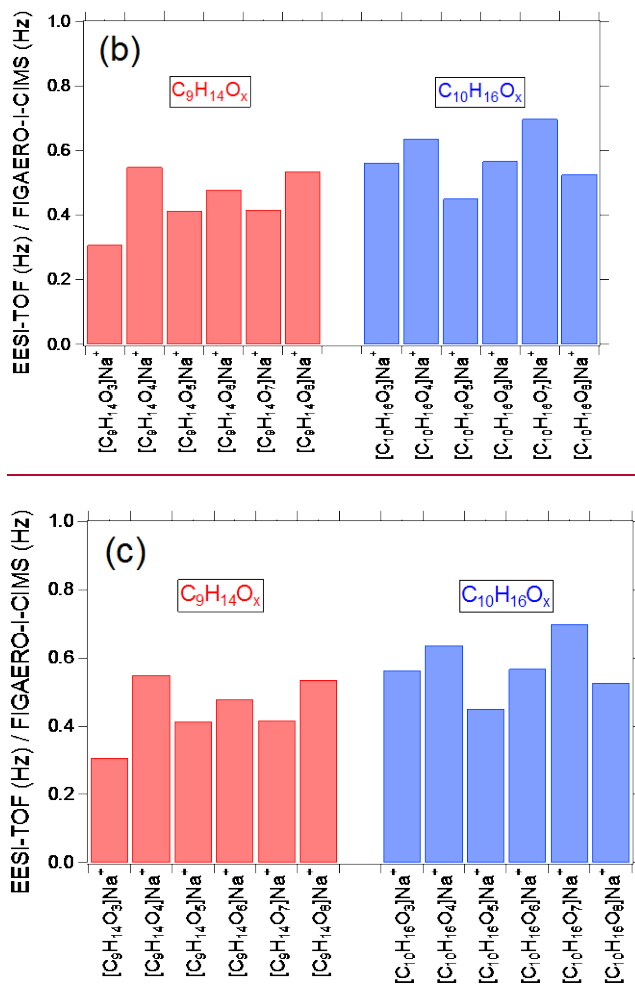 (b)
C₉H₁₄Oₓ
C₁₀H₁₆Oₓ
EESI-TOF (Hz) / FIGAERO-I-CIMS (Hz)
1.0
0.8
0.6
0.4
0.2
0.0
[C₉H₁₄O₃]Na⁺
[C₉H₁₄O₄]Na⁺
[C₉H₁₄O₅]Na⁺
[C₉H₁₄O₆]Na⁺
[C₉H₁₄O₇]Na⁺
[C₉H₁₄O₈]Na⁺
[C₁₀H₁₆O₃]Na⁺
[C₁₀H₁₆O₄]Na⁺
[C₁₀H₁₆O₅]Na⁺
[C₁₀H₁₆O₆]Na⁺
[C₁₀H₁₆O₇]Na⁺
[C₁₀H₁₆O₈]Na⁺
(c)
C₉H₁₄Oₓ
C₁₀H₁₆Oₓ
EESI-TOF (Hz) / FIGAERO-I-CIMS (Hz)
1.0
0.8
0.6
0.4
0.2
0.0
[C₉H₁₄O₃]Na⁺
[C₉H₁₄O₄]Na⁺
[C₉H₁₄O₅]Na⁺
[C₉H₁₄O₆]Na⁺
[C₉H₁₄O₇]Na⁺
[C₉H₁₄O₈]Na⁺
[C₁₀H₁₆O₃]Na⁺
[C₁₀H₁₆O₄]Na⁺
[C₁₀H₁₆O₅]Na⁺
[C₁₀H₁₆O₆]Na⁺
[C₁₀H₁₆O₇]Na⁺
[C₁₀H₁₆O₈]Na⁺